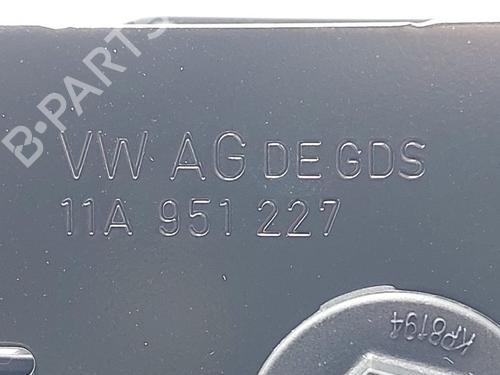 B-PARTS
VW AG DE GDS
11A 951 227
KP8194